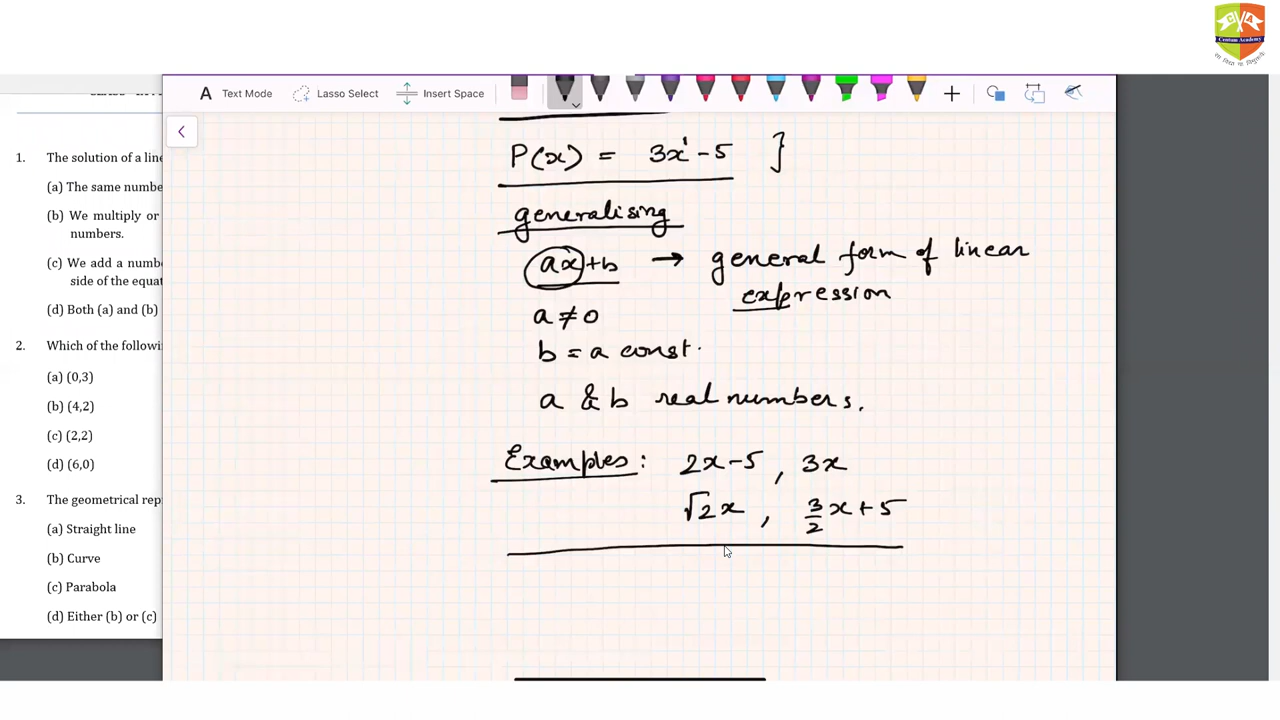 CVA
Centum Academy
A Text Mode Lasso Select Insert Space
1. The solution of a line
(a) The same numbe
(b) We multiply or
numbers.
(c) We add a numb
side of the equat
(d) Both (a) and (b)
2. Which of the followi
(a) (0,3)
(b) (4,2)
(c) (2,2)
(d) (6,0)
3. The geometrical rep
(a) Straight line
(b) Curve
(c) Parabola
(d) Either (b) or (c)
P(x) = 3x¹ - 5 }
generalising
ax+b → general form of linear
expression
a ≠ 0
b = a const.
a & b real numbers.
Examples: 2x-5, 3x
√2x, 3/2x+5